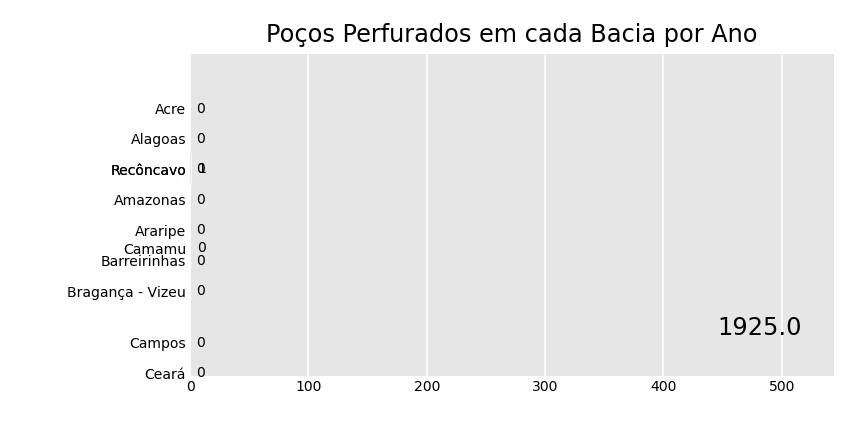 Poços Perfurados em cada Bacia por Ano
Acre 0
Alagoas 0
Recôncavo 1
Amazonas 0
Araripe 0
Camamu 0
Barreirinhas 0
Bragança - Vizeu 0
1925.0
Campos 0
Ceará 0
0 100 200 300 400 500